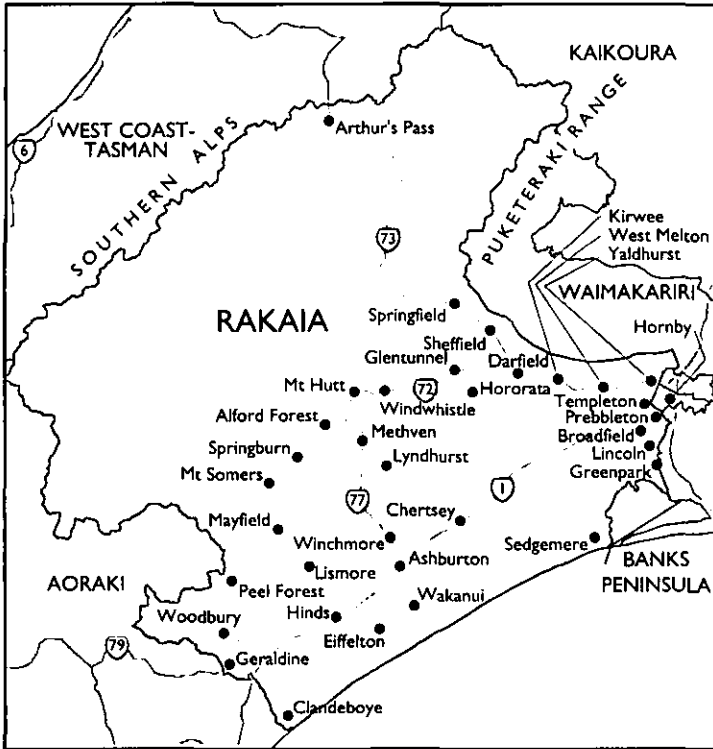 KAIKOURA
WEST COAST-
TASMAN
6
SOUTHERN ALPS
Arthur's Pass
PUKETERAKI RANGE
Kirwee
West Melton
Yaldhurst
WAIMAKARIRI
Hornby
73
RAKAIA
Springfield
Sheffield
Glentunnel
Darfield
Mt Hutt
72
Hororata
Windwhistle
Templeton
Prebbleton
Broadfield
Lincoln
Greenpark
Alford Forest
Methven
Springburn
Lyndhurst
Mt Somers
1
77
Chertsey
Mayfield
Winchmore
Sedgemere
Ashburton
BANKS
PENINSULA
AORAKI
Lismore
Peel Forest
Wakanui
Woodbury
Hinds
Eiffelton
79
Geraldine
Clandeboye